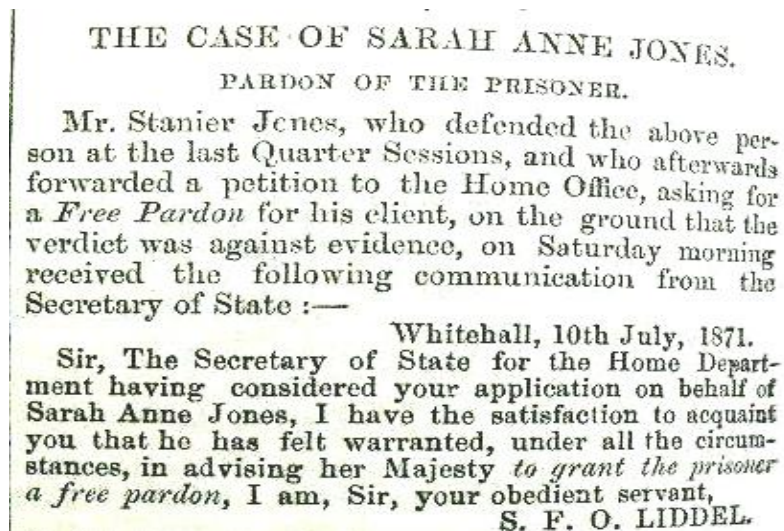 THE CASE OF SARAH ANNE JONES.
PARDON OF THE PRISONER.
Mr. Stanier Jones, who defended the above per-
son at the last Quarter Sessions, and who afterwards
forwarded a petition to the Home Office, asking for
a Free Pardon for his client, on the ground that the
verdict was against evidence, on Saturday morning
received the following communication from the
Secretary of State :—
Whitehall, 10th July, 1871.
Sir, The Secretary of State for the Home Depart-
ment having considered your application on behalf of
Sarah Anne Jones, I have the satisfaction to acquaint
you that he has felt warranted, under all the circum-
stances, in advising her Majesty to grant the prisoner
a free pardon, I am, Sir, your obedient servant,
S. F. O. LIDDEL.